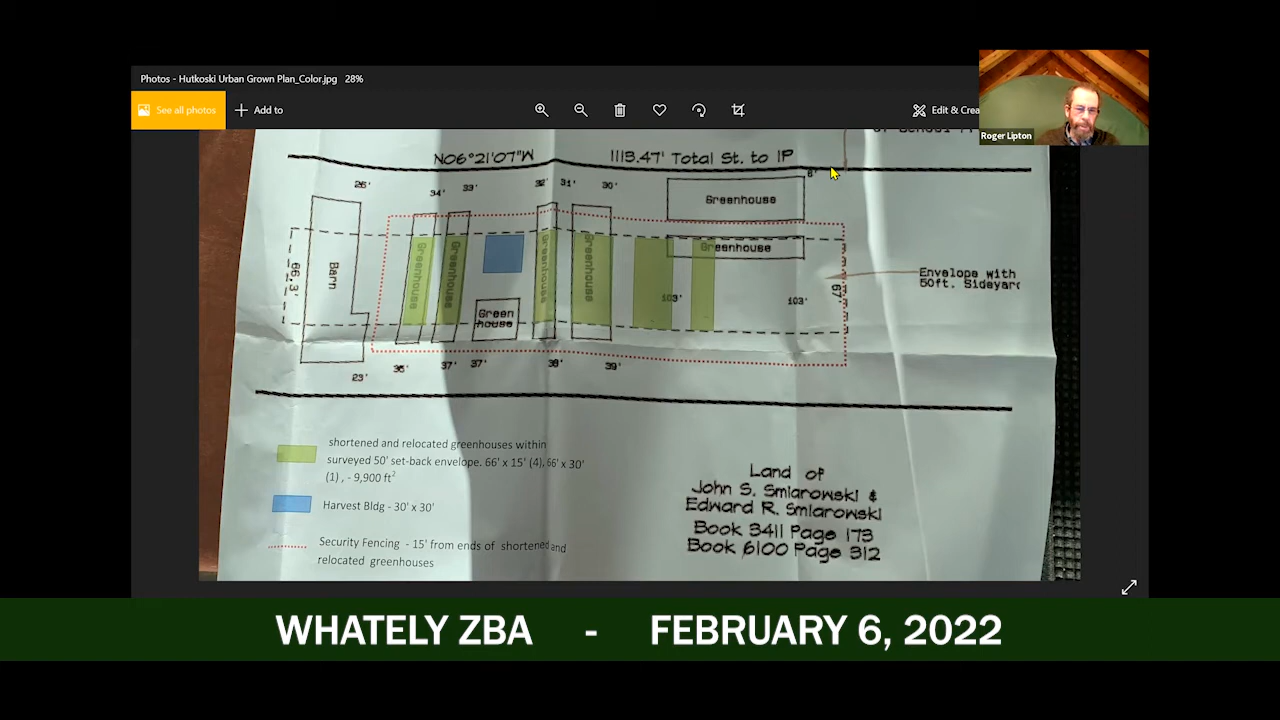 Photos - Hutkoski Urban Grown Plan_Color.jpg 28%
See all photos
Add to
Edit &
Roger Lipton
N06°21'07"W
1113.47' Total St. to IP
6'
25'
34'
33'
32'
31'
30'
Greenhouse
Greenhouse
66.3'
Barn
Greenhouse
Greenhouse
Greenhouse
Greenhouse
Green
house
103'
103'
67'
Envelope with
50ft.
23'
35'
37'
37'
38'
39'
shortened and relocated greenhouses within
surveyed 50' set-back envelope. 66' x 15' (4), 66' x 30'
(1) , - 9,900 ft²
Harvest Bldg - 30' x 30'
Security Fencing - 15' from ends of shortened and
relocated greenhouses
Land of
John S. Smiarowski &
Edward R. Smiarowski
Book 3411 Page 173
Book 6100 Page 312
WHATELY ZBA - FEBRUARY 6, 2022